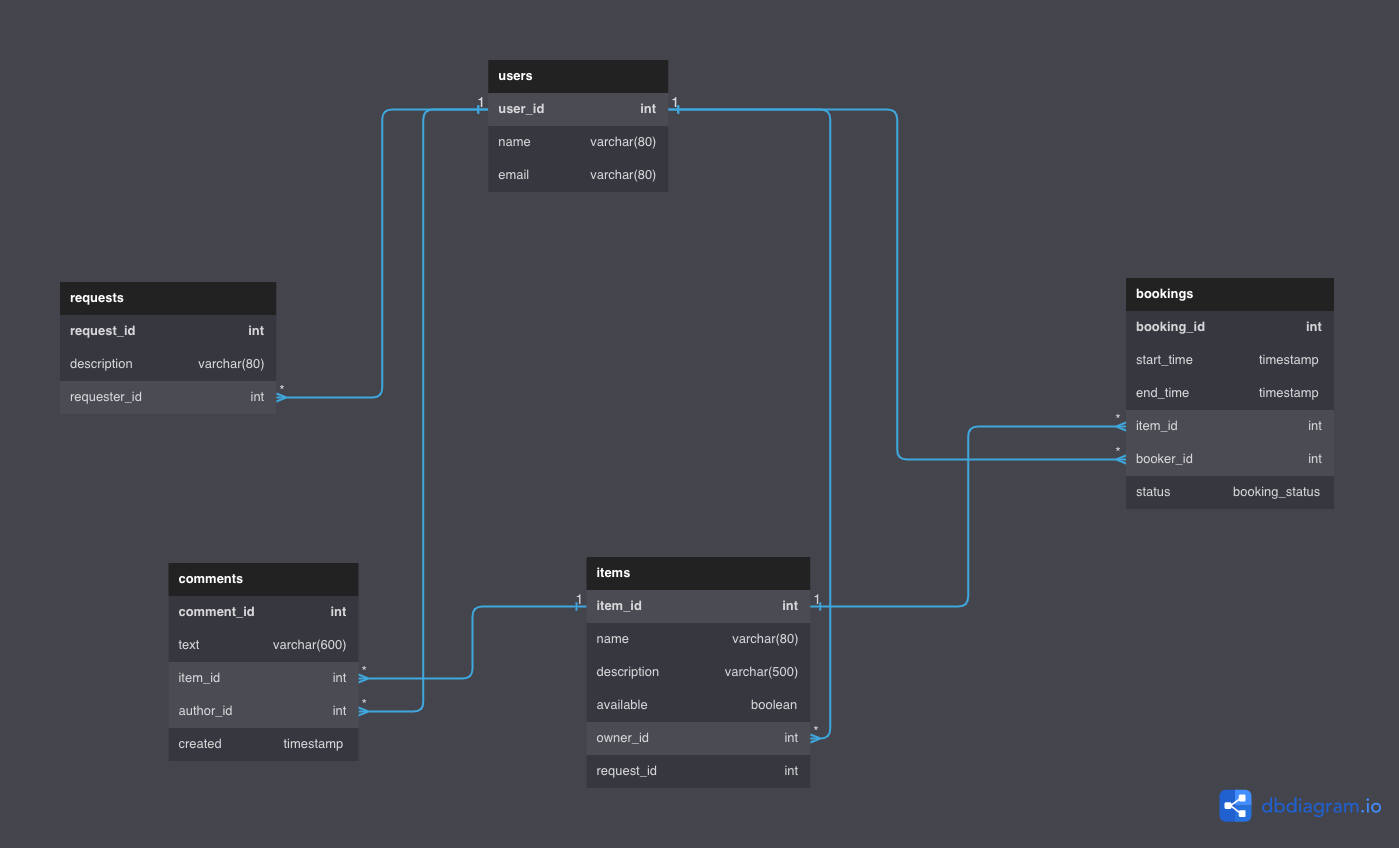 users
1 user_id int 1
name varchar(80)
email varchar(80)
requests
request_id int
description varchar(80)
requester_id int *
bookings
booking_id int
start_time timestamp
end_time timestamp
* item_id int
* booker_id int
status booking_status
comments
comment_id int
text varchar(600)
item_id int *
author_id int *
created timestamp
items
1 item_id int 1
name varchar(80)
description varchar(500)
available boolean
owner_id int *
request_id int
dbdiagram.io